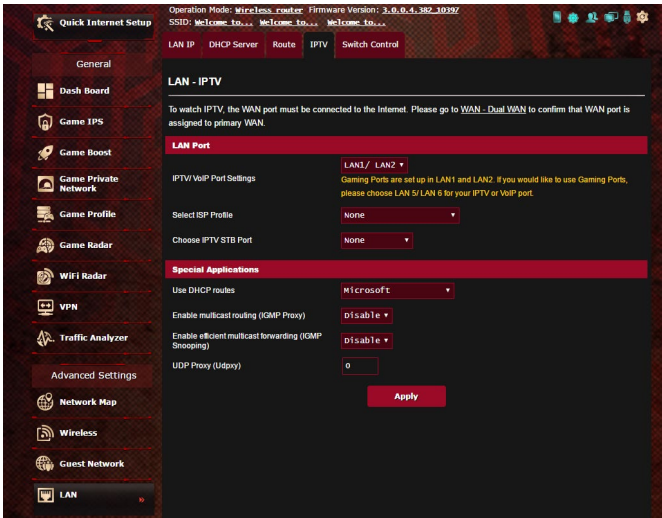 Quick Internet Setup
Operation Mode: Wireless router Firmware Version: 3.0.0.4.382_10397
SSID: Welcome to... Welcome to... Welcome to...
LAN IP DHCP Server Route IPTV Switch Control
General
Dash Board
Game IPS
Game Boost
Game Private
Network
Game Profile
Game Radar
WiFi Radar
VPN
Traffic Analyzer
Advanced Settings
Network Map
Wireless
Guest Network
LAN »
LAN - IPTV
To watch IPTV, the WAN port must be connected to the Internet. Please go to WAN - Dual WAN to confirm that WAN port is
assigned to primary WAN.
LAN Port
IPTV/ VoIP Port Settings LAN1/ LAN2
Gaming Ports are set up in LAN1 and LAN2. If you would like to use Gaming Ports,
please choose LAN 5/ LAN 6 for your IPTV or VoIP port.
Select ISP Profile None
Choose IPTV STB Port None
Special Applications
Use DHCP routes Microsoft
Enable multicast routing (IGMP Proxy) Disable
Enable efficient multicast forwarding (IGMP
Snooping) Disable
UDP Proxy (Udpxy) 0
Apply